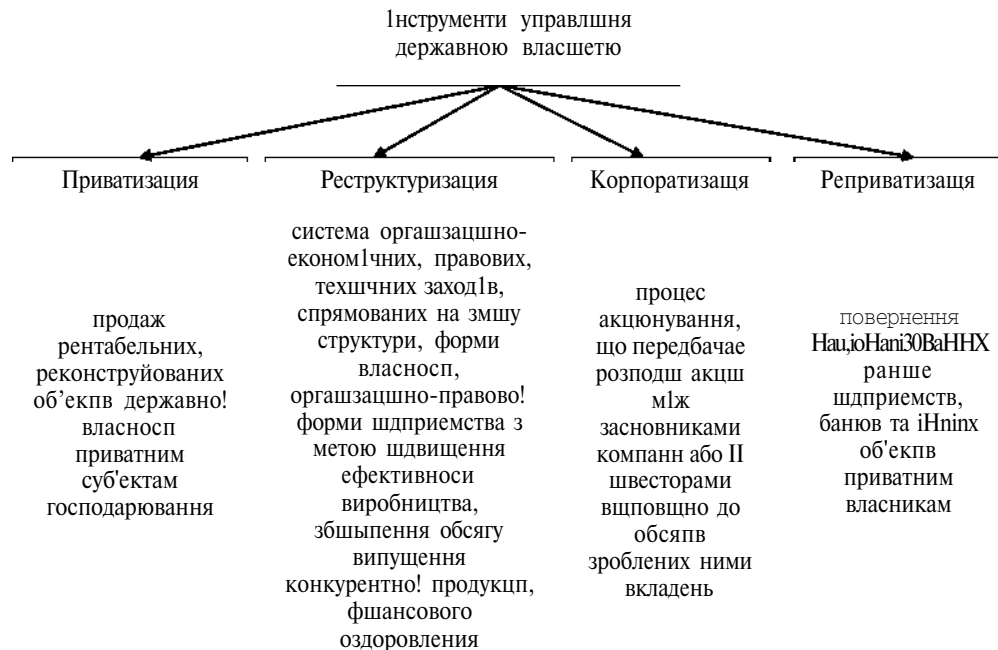 1нструменти управлшня
державною власшетю
Приватизация
Реструктуризация
Корпоратизащя
Реприватизащя
продаж
рентабельних,
реконструйованих
об’екпв державно!
власносп
приватним
суб'ектам
господарювання
система оргашзацшно-
економ1чних, правових,
техшчних заход1в,
спрямованих на змшу
структури, форми
власносп,
оргашзацшно-правово!
форми шдприемства з
метою шдвищення
ефективноси
виробництва,
збшыпення обсягу
випущення
конкурентно! продукцп,
фшансового
оздоровления
процес
акцюнування,
що передбачае
розподш акцш
м1ж
засновниками
компанн або II
швесторами
вщповщно до
обсяпв
зроблених ними
вкладень
повернення
Hau,ioHani30BaHHX
ранше
шдприемств,
банюв та iHninx
об'екпв
приватним
власникам